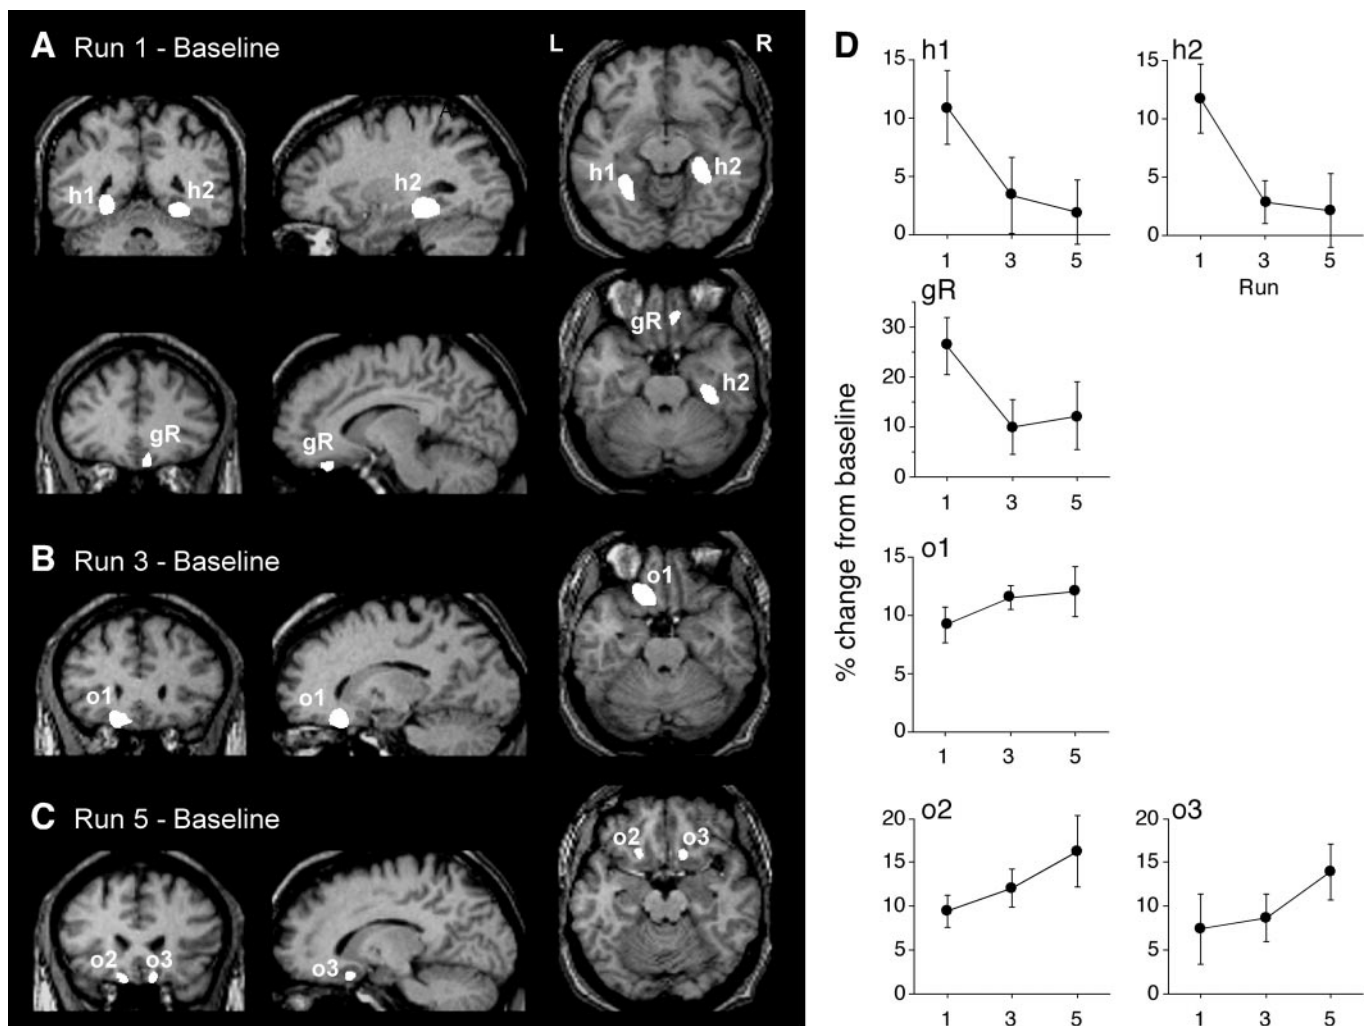 A Run 1 - Baseline
L R
h1 h2
h2
h1 h2
gR
gR
gR
h2
B Run 3 - Baseline
o1
o1
o1
C Run 5 - Baseline
o2 o3
o3
o2 o3
D
% change from baseline
h1
15
10
5
0
1 3 5
h2
15
10
5
0
1 3 5
Run
gR
30
20
10
0
1 3 5
o1
15
10
5
0
1 3 5
o2
20
15
10
5
0
1 3 5
o3
20
15
10
5
0
1 3 5